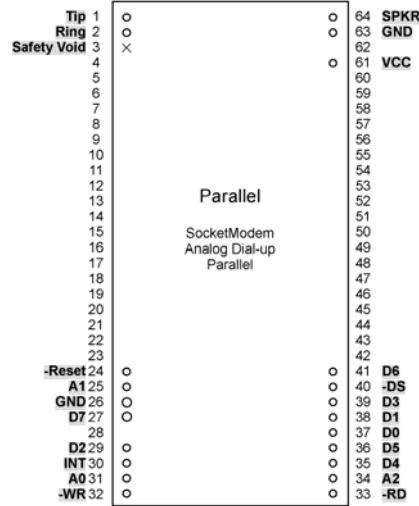 Tip 1 64 SPKR
Ring 2 63 GND
Safety Void 3 62
4 61 VCC
5 60
6 59
7 58
8 57
9 56
10 55
11 54
12 53
13 52
14 51
15 50
16 49
17 48
18 47
19 46
20 45
21 44
22 43
23 42
Parallel
SocketModem
Analog Dial-up
Parallel
-Reset 24 41 D6
A1 25 40 -DS
GND 26 39 D3
D7 27 38 D1
28 37 D0
D2 29 36 D5
INT 30 35 D4
A0 31 34 A2
-WR 32 33 -RD